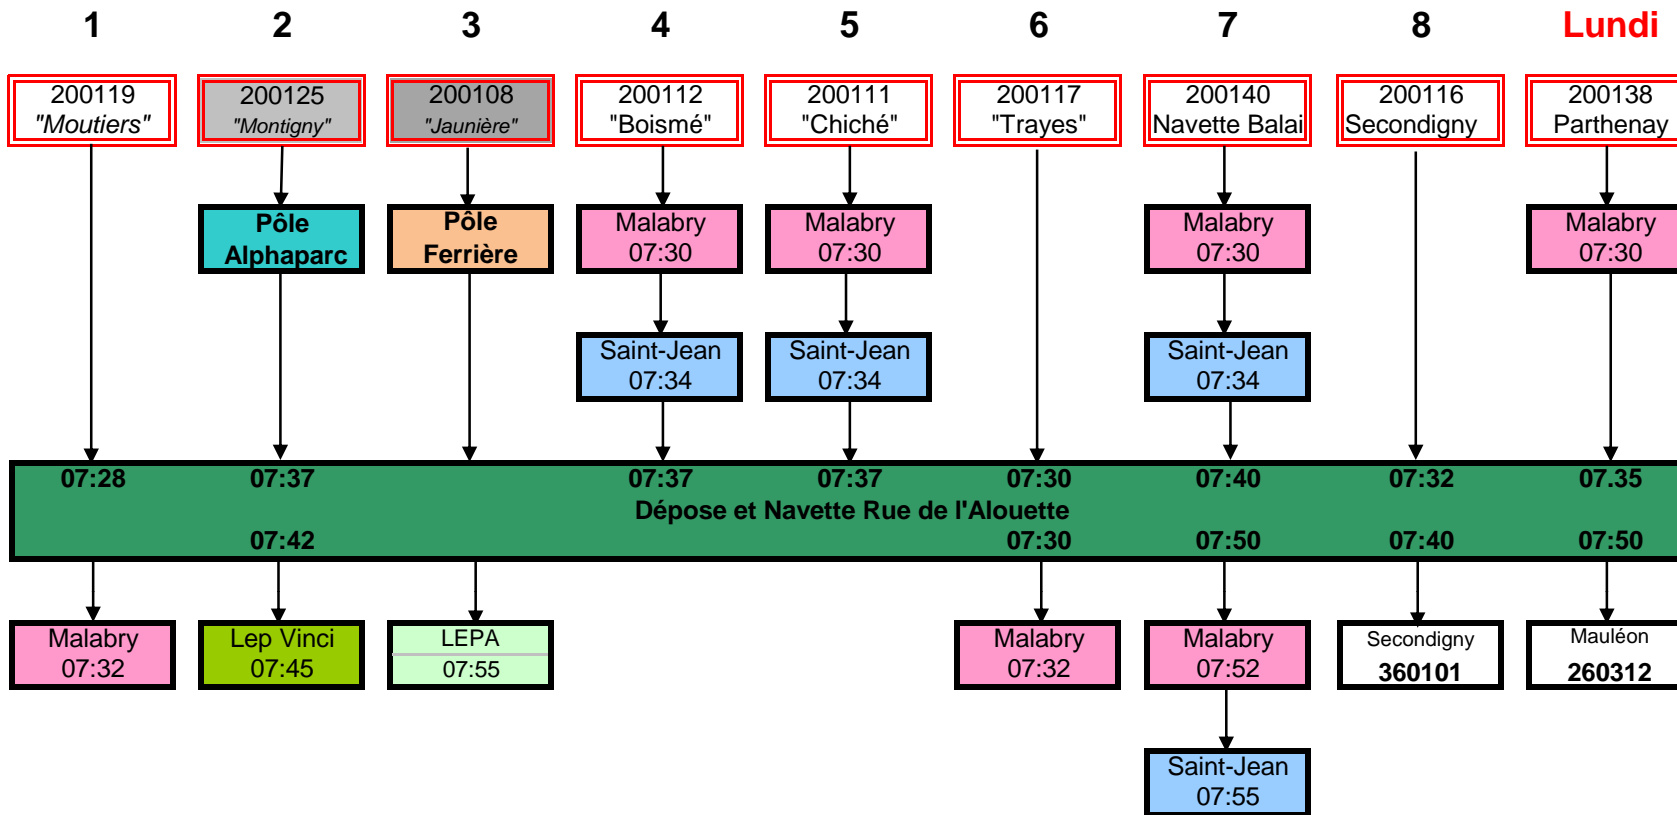 1 2 3 4 5 6 7 8 Lundi
200119 200125 200108 200112 200111 200117 200140 200116 200138
"Moutiers" "Montigny" "Jaunière" "Boismé" "Chiché" "Trayes" Navette Balai Secondigny Parthenay
Pôle Pôle Malabry Malabry Malabry Malabry
Alphaparc Ferrière 07:30 07:30 07:30 07:30
Saint-Jean Saint-Jean Saint-Jean
07:34 07:34 07:34
07:28 07:37 07:37 07:37 07:30 07:40 07:32 07.35
Dépose et Navette Rue de l'Alouette
07:42 07:30 07:50 07:40 07:50
Malabry Lep Vinci LEPA Malabry Malabry Secondigny Mauléon
07:32 07:45 07:55 07:32 07:52 360101 260312
Saint-Jean
07:55